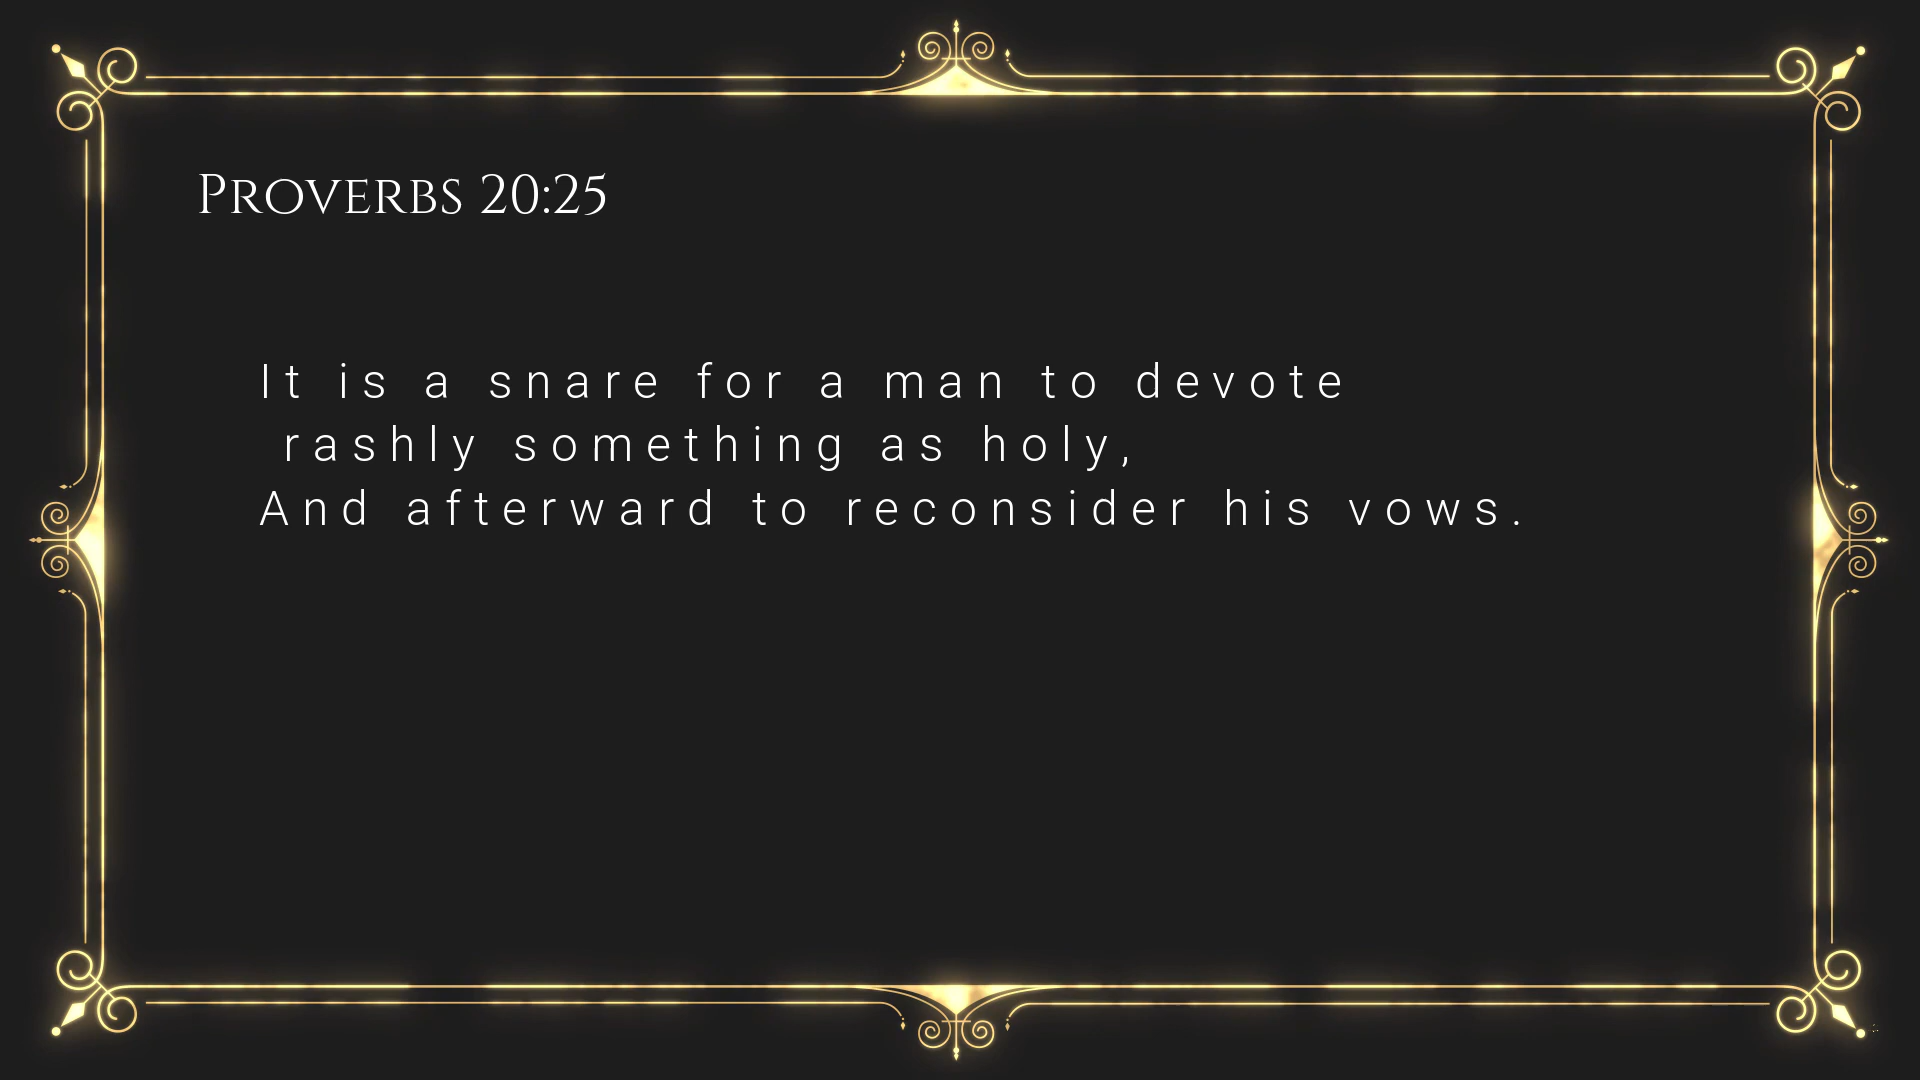 Proverbs 20:25
It is a snare for a man to devote
rashly something as holy,
And afterward to reconsider his vows.